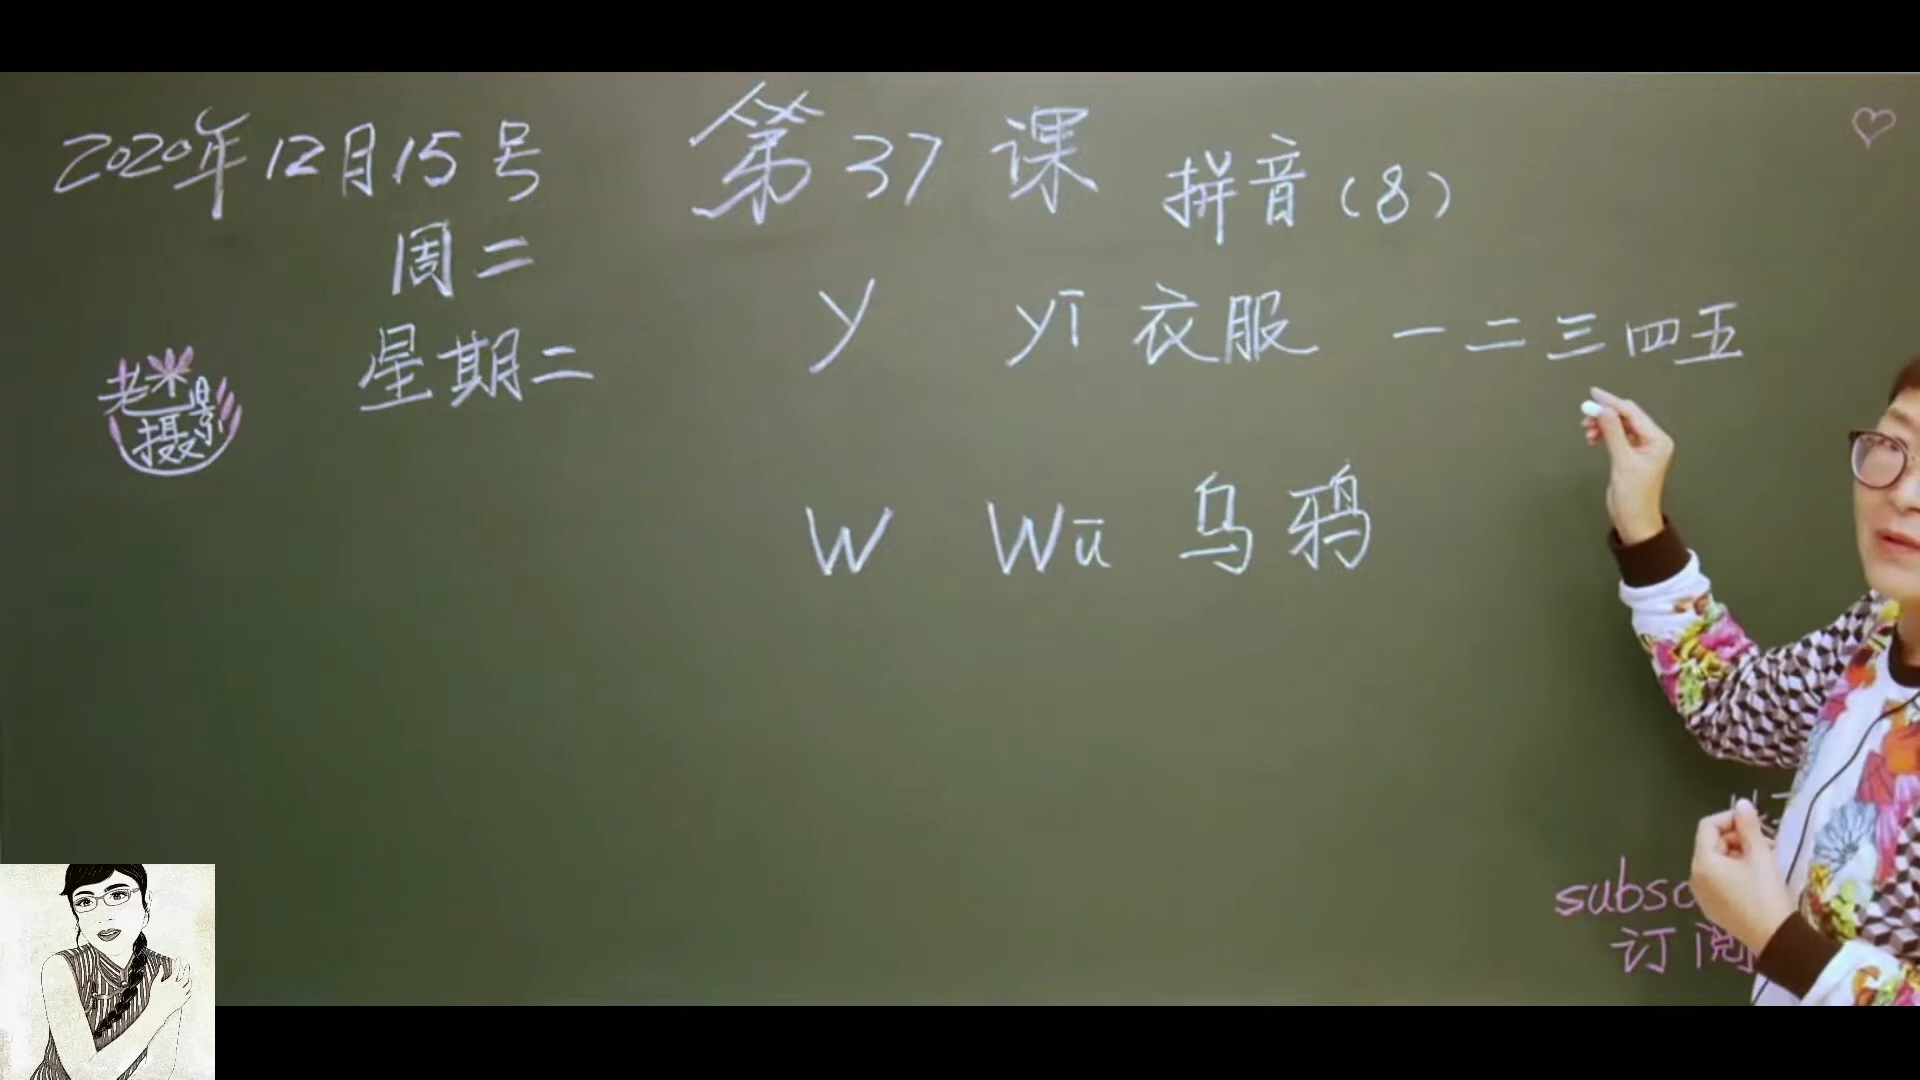 2020年12月15号
周二
星期二
第37课 拼音(8)
y yī 衣服 一二三四五
w wū 乌鸦
老米
摄影
subsc
订阅